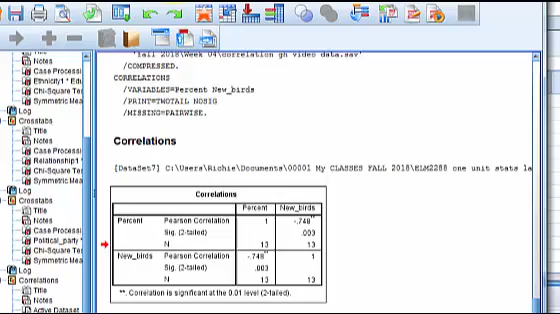 Title
Notes
Case Processi
Ethnicity1 * Edu
Chi-Square Tes
Symmetric Mea
Log
Crosstabs
Title
Notes
Case Processi
Relationship1 *
Chi-Square Tes
Symmetric Mea
Log
Crosstabs
Title
Notes
Case Processi
Political_party *
Chi-Square Tes
Symmetric Mea
Log
Correlations
Title
Notes
Active Dataset
'fall 2018\Week 04\correlation gh video data.sav'
/COMPRESSED.
CORRELATIONS
/VARIABLES=Percent New_birds
/PRINT=TWOTAIL NOSIG
/MISSING=PAIRWISE.
Correlations
[DataSet7] C:\Users\Richie\Documents\00001 My CLASSES FALL 2018\ELM2288 one unit stats la
Correlations
Percent New_birds
Percent Pearson Correlation 1 -.748**
Sig. (2-tailed) .003
N 13 13
New_birds Pearson Correlation -.748** 1
Sig. (2-tailed) .003
N 13 13
**. Correlation is significant at the 0.01 level (2-tailed).